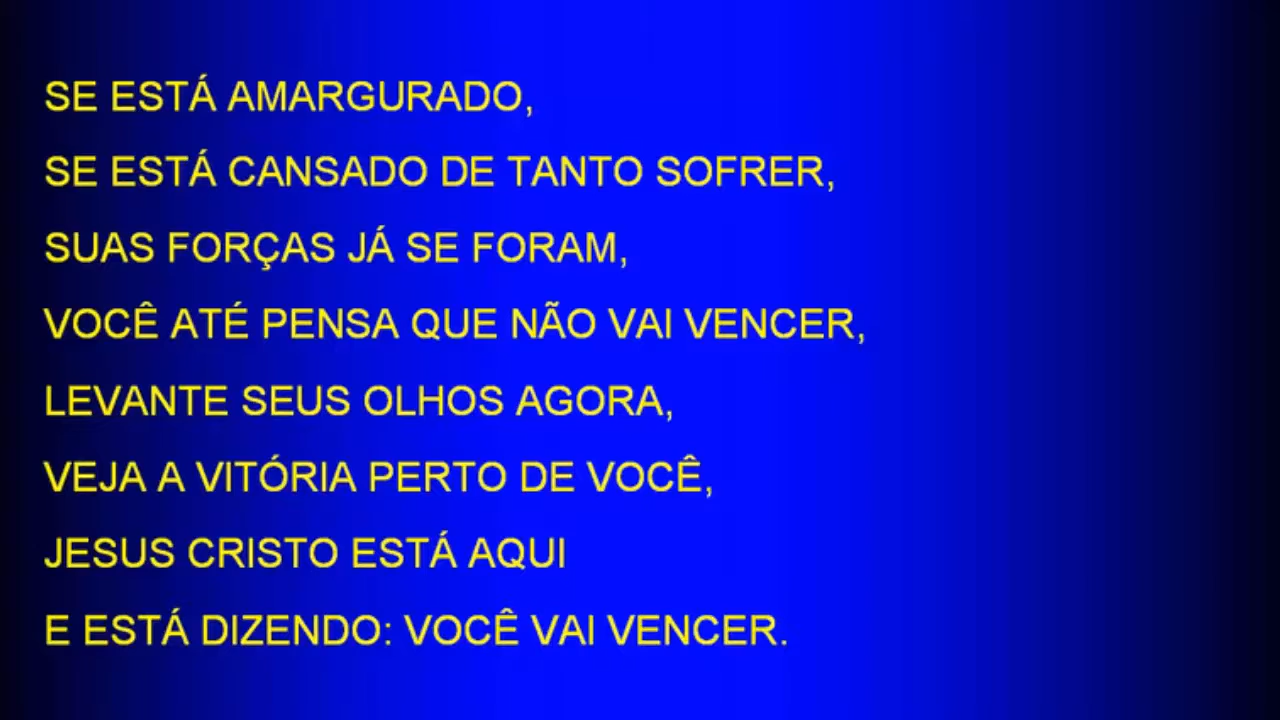 SE ESTÁ AMARGURADO,
SE ESTÁ CANSADO DE TANTO SOFRER,
SUAS FORÇAS JÁ SE FORAM,
VOCÊ ATÉ PENSA QUE NÃO VAI VENCER,
LEVANTE SEUS OLHOS AGORA,
VEJA A VITÓRIA PERTO DE VOCÊ,
JESUS CRISTO ESTÁ AQUI
E ESTÁ DIZENDO: VOCÊ VAI VENCER.